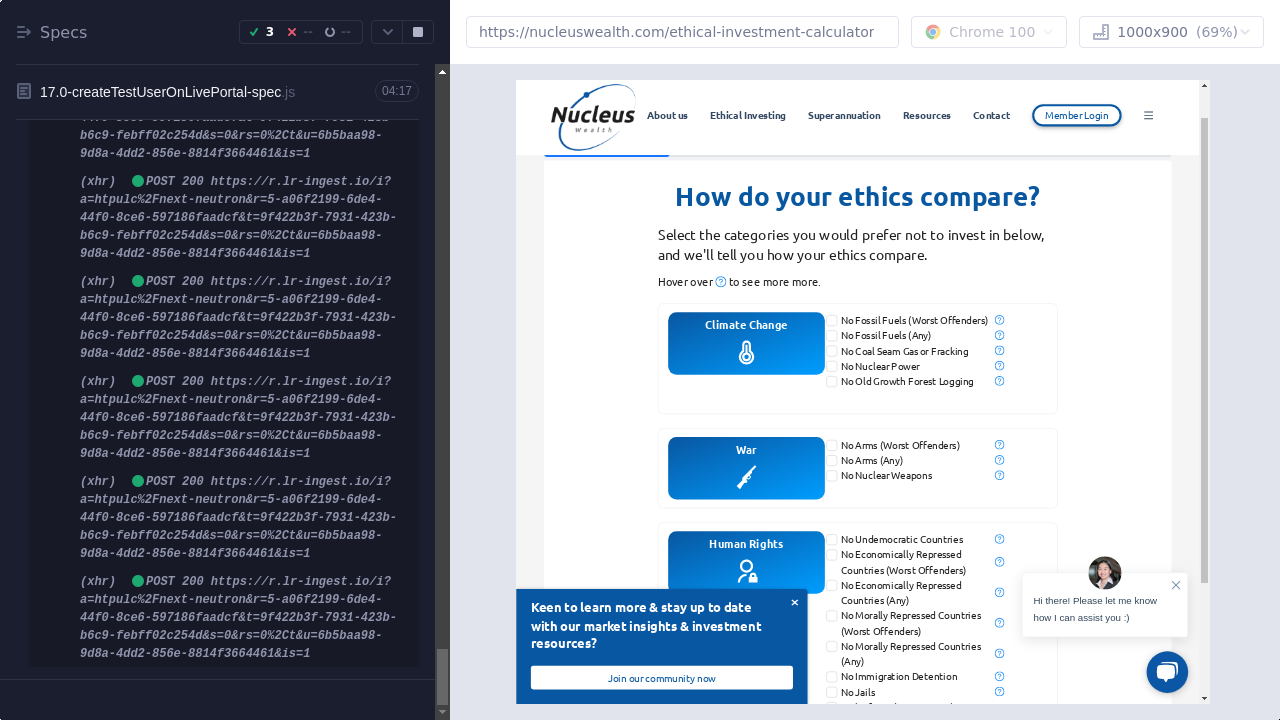 Specs
3
--
--
https://nucleuswealth.com/ethical-investment-calculator
Chrome 100
1000x900 (69%)
17.0-createTestUserOnLivePortal-spec.js
04:17
b6c9-febff02c254d&s=0&rs=0%2Ct&u=6b5baa98-
9d8a-4dd2-856e-8814f3664461&is=1
(xhr) POST 200 https://r.lr-ingest.io/i?
a=htpulc%2Fnext-neutron&r=5-a06f2199-6de4-
44f0-8ce6-597186faadcf&t=9f422b3f-7931-423b-
b6c9-febff02c254d&s=0&rs=0%2Ct&u=6b5baa98-
9d8a-4dd2-856e-8814f3664461&is=1
(xhr) POST 200 https://r.lr-ingest.io/i?
a=htpulc%2Fnext-neutron&r=5-a06f2199-6de4-
44f0-8ce6-597186faadcf&t=9f422b3f-7931-423b-
b6c9-febff02c254d&s=0&rs=0%2Ct&u=6b5baa98-
9d8a-4dd2-856e-8814f3664461&is=1
(xhr) POST 200 https://r.lr-ingest.io/i?
a=htpulc%2Fnext-neutron&r=5-a06f2199-6de4-
44f0-8ce6-597186faadcf&t=9f422b3f-7931-423b-
b6c9-febff02c254d&s=0&rs=0%2Ct&u=6b5baa98-
9d8a-4dd2-856e-8814f3664461&is=1
(xhr) POST 200 https://r.lr-ingest.io/i?
a=htpulc%2Fnext-neutron&r=5-a06f2199-6de4-
44f0-8ce6-597186faadcf&t=9f422b3f-7931-423b-
b6c9-febff02c254d&s=0&rs=0%2Ct&u=6b5baa98-
9d8a-4dd2-856e-8814f3664461&is=1
(xhr) POST 200 https://r.lr-ingest.io/i?
a=htpulc%2Fnext-neutron&r=5-a06f2199-6de4-
44f0-8ce6-597186faadcf&t=9f422b3f-7931-423b-
b6c9-febff02c254d&s=0&rs=0%2Ct&u=6b5baa98-
9d8a-4dd2-856e-8814f3664461&is=1
Nucleus
Wealth
About us
Ethical Investing
Superannuation
Resources
Contact
Member Login
How do your ethics compare?
Select the categories you would prefer not to invest in below,
and we'll tell you how your ethics compare.
Hover over ? to see more more.
Climate Change
No Fossil Fuels (Worst Offenders)
No Fossil Fuels (Any)
No Coal Seam Gas or Fracking
No Nuclear Power
No Old Growth Forest Logging
War
No Arms (Worst Offenders)
No Arms (Any)
No Nuclear Weapons
Human Rights
No Undemocratic Countries
No Economically Repressed
Countries (Worst Offenders)
No Economically Repressed
Countries (Any)
No Morally Repressed Countries
(Worst Offenders)
No Morally Repressed Countries
(Any)
No Immigration Detention
No Jails
Keen to learn more & stay up to date
with our market insights & investment
resources?
×
Join our community now
Hi there! Please let me know
how I can assist you :)